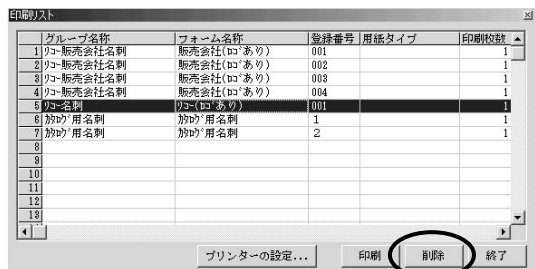 印刷リスト
グループ名称 フォーム名称 登録番号 用紙タイプ 印刷枚数
1 ﾘｺｰ販売会社名刺 販売会社(ﾛｺﾞあり) 001 1
2 ﾘｺｰ販売会社名刺 販売会社(ﾛｺﾞあり) 002 1
3 ﾘｺｰ販売会社名刺 販売会社(ﾛｺﾞあり) 003 1
4 ﾘｺｰ販売会社名刺 販売会社(ﾛｺﾞあり) 004 1
5 ﾘｺｰ名刺 ﾘｺｰ(ﾛｺﾞあり) 001 1
6 ｶﾀﾛｸﾞ用名刺 ｶﾀﾛｸﾞ用名刺 1 1
7 ｶﾀﾛｸﾞ用名刺 ｶﾀﾛｸﾞ用名刺 2 1
8
9
10
11
12
13
プリンターの設定... 印刷 削除 終了